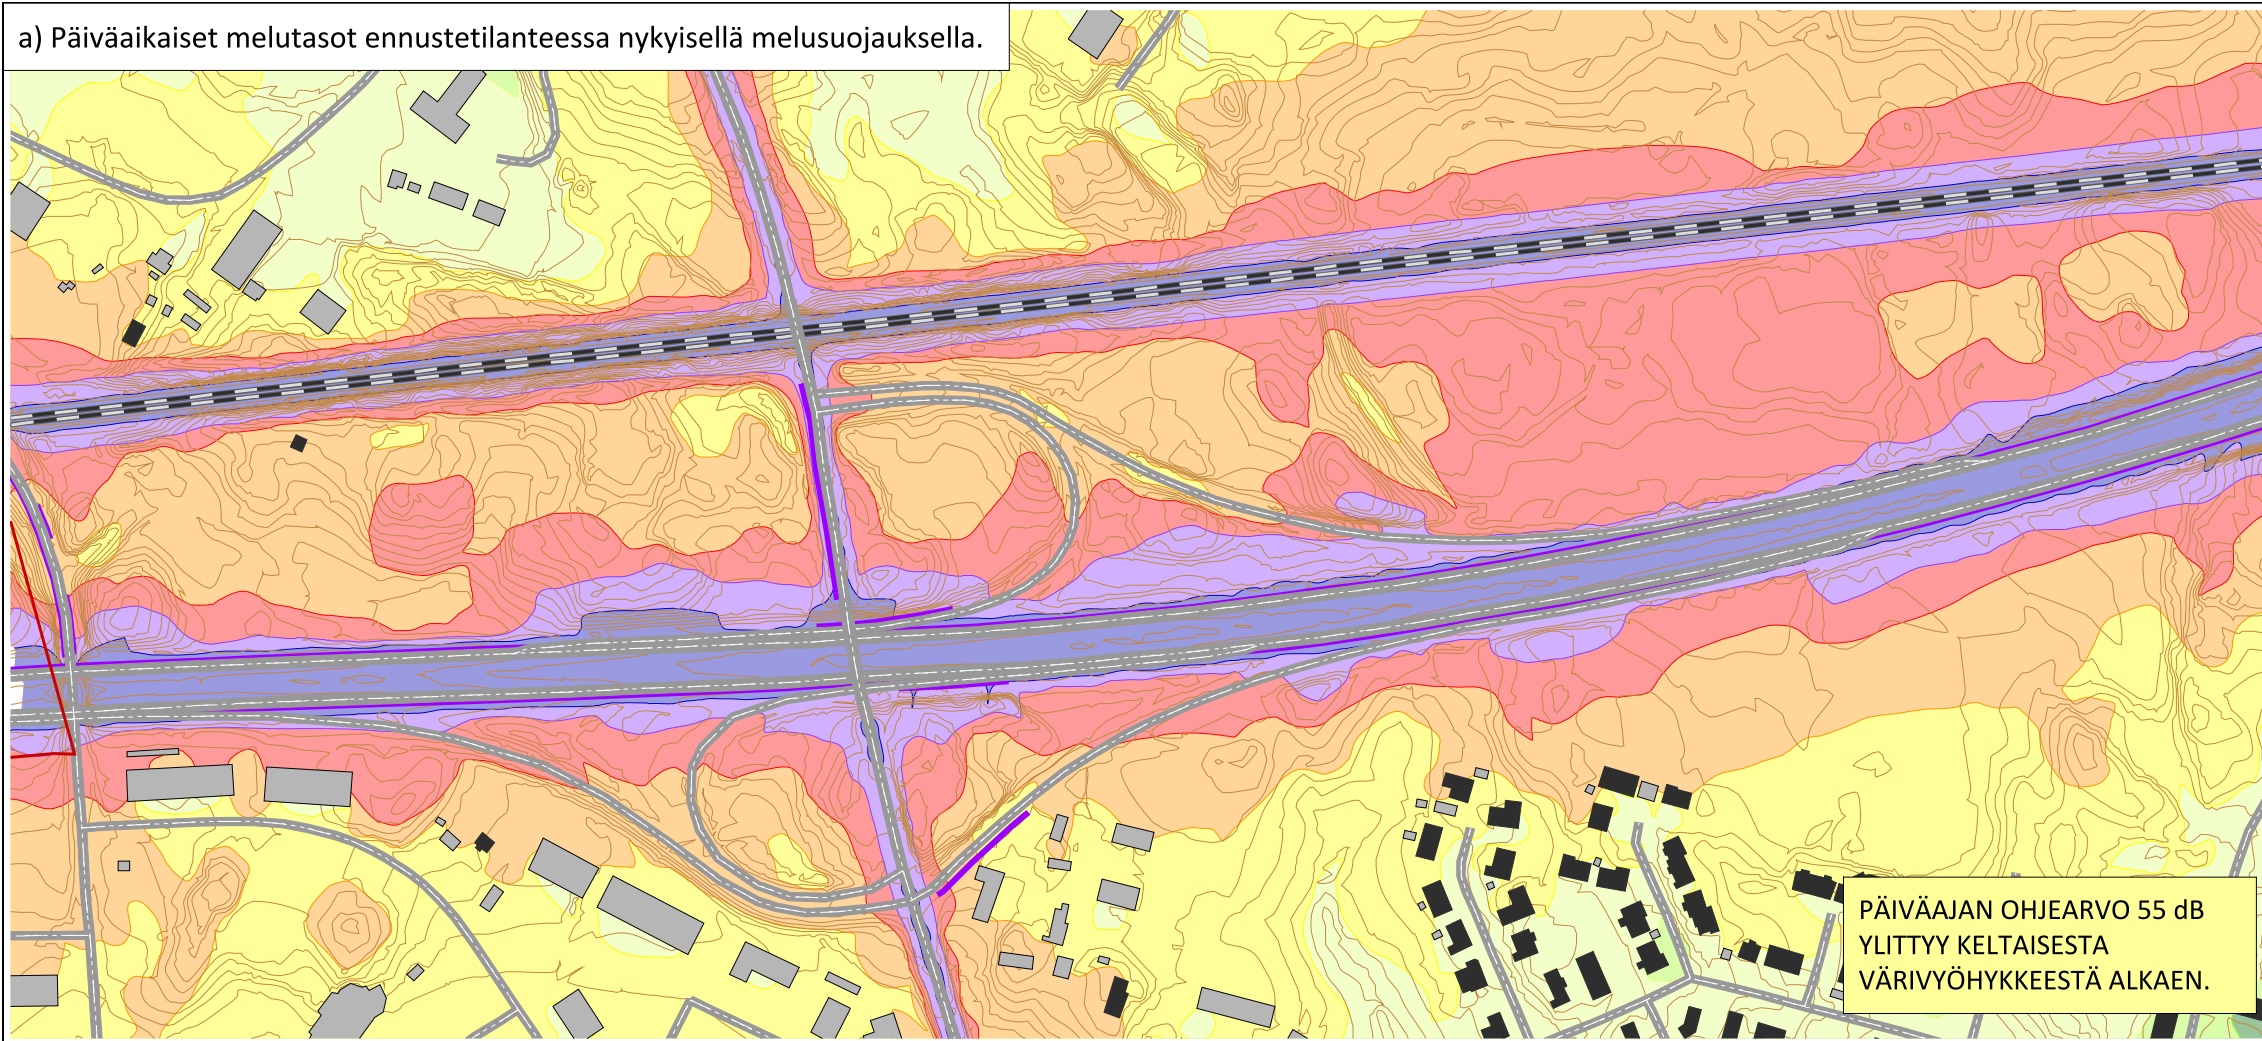 a) Päiväaikaiset melutasot ennustetilanteessa nykyisellä melusuojauksella.
PÄIVÄAJAN OHJEARVO 55 dB
YLITTYY KELTAISESTA
VÄRIVYÖHYKKEESTÄ ALKAEN.